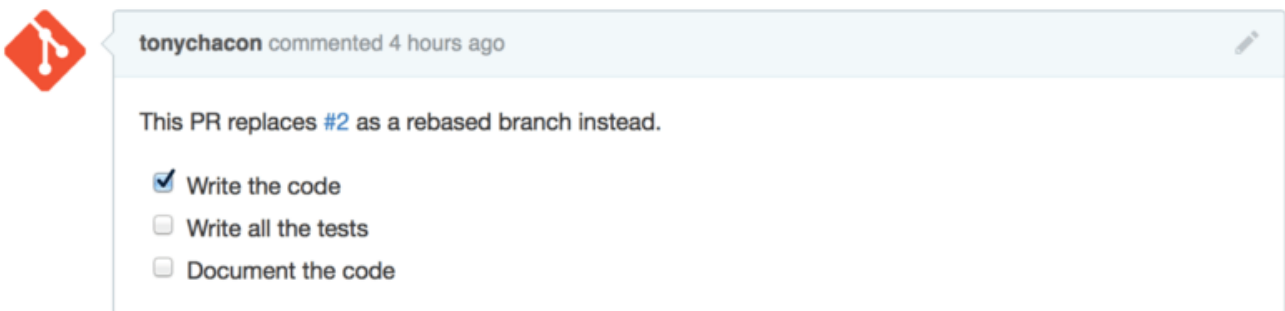 tonychacon commented 4 hours ago
This PR replaces #2 as a rebased branch instead.
Write the code
Write all the tests
Document the code